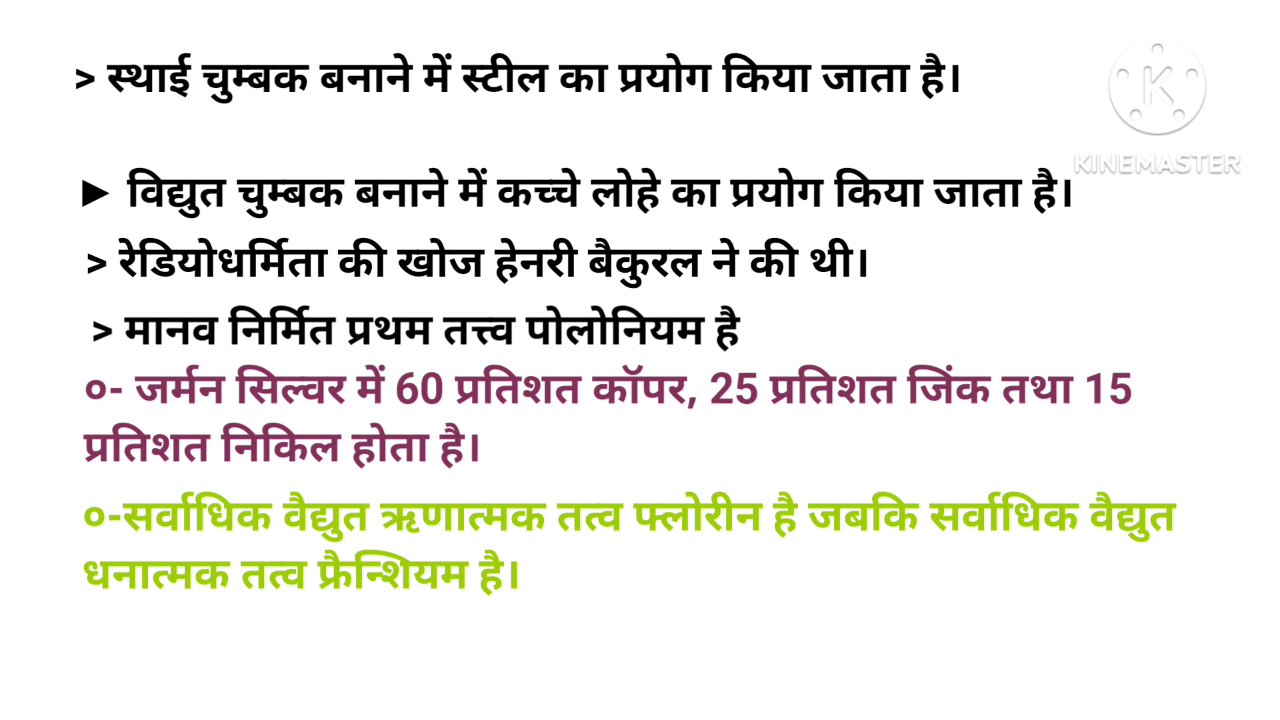 > स्थाई चुम्बक बनाने में स्टील का प्रयोग किया जाता है।
KINEMASTER
► विद्युत चुम्बक बनाने में कच्चे लोहे का प्रयोग किया जाता है।
> रेडियोधर्मिता की खोज हेनरी बैकुरल ने की थी।
> मानव निर्मित प्रथम तत्त्व पोलोनियम है
०- जर्मन सिल्वर में 60 प्रतिशत कॉपर, 25 प्रतिशत जिंक तथा 15
प्रतिशत निकिल होता है।
०-सर्वाधिक वैद्युत ऋणात्मक तत्व फ्लोरीन है जबकि सर्वाधिक वैद्युत
धनात्मक तत्व फ्रैन्शियम है।